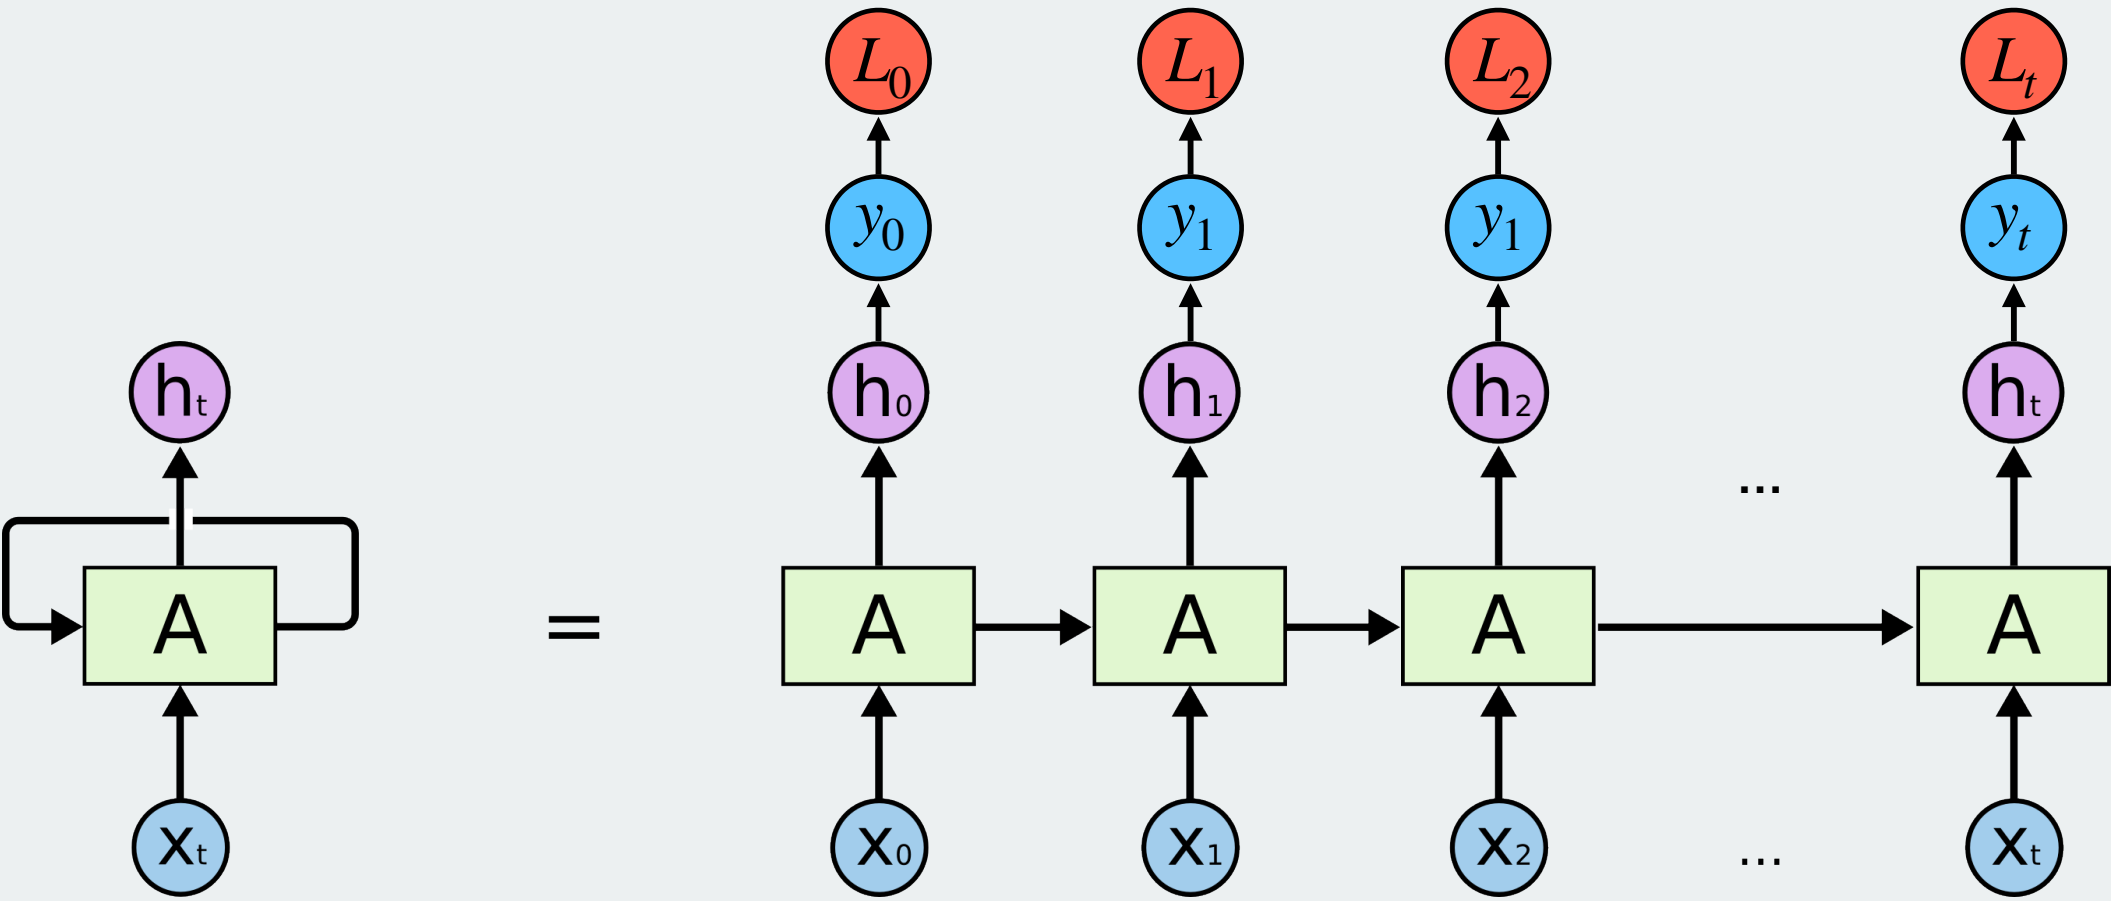 L0 L1 L2 Lt
y0 y1 y1 yt
ht h0 h1 h2 ht
...
A = A A A A
xt x0 x1 x2 ... xt